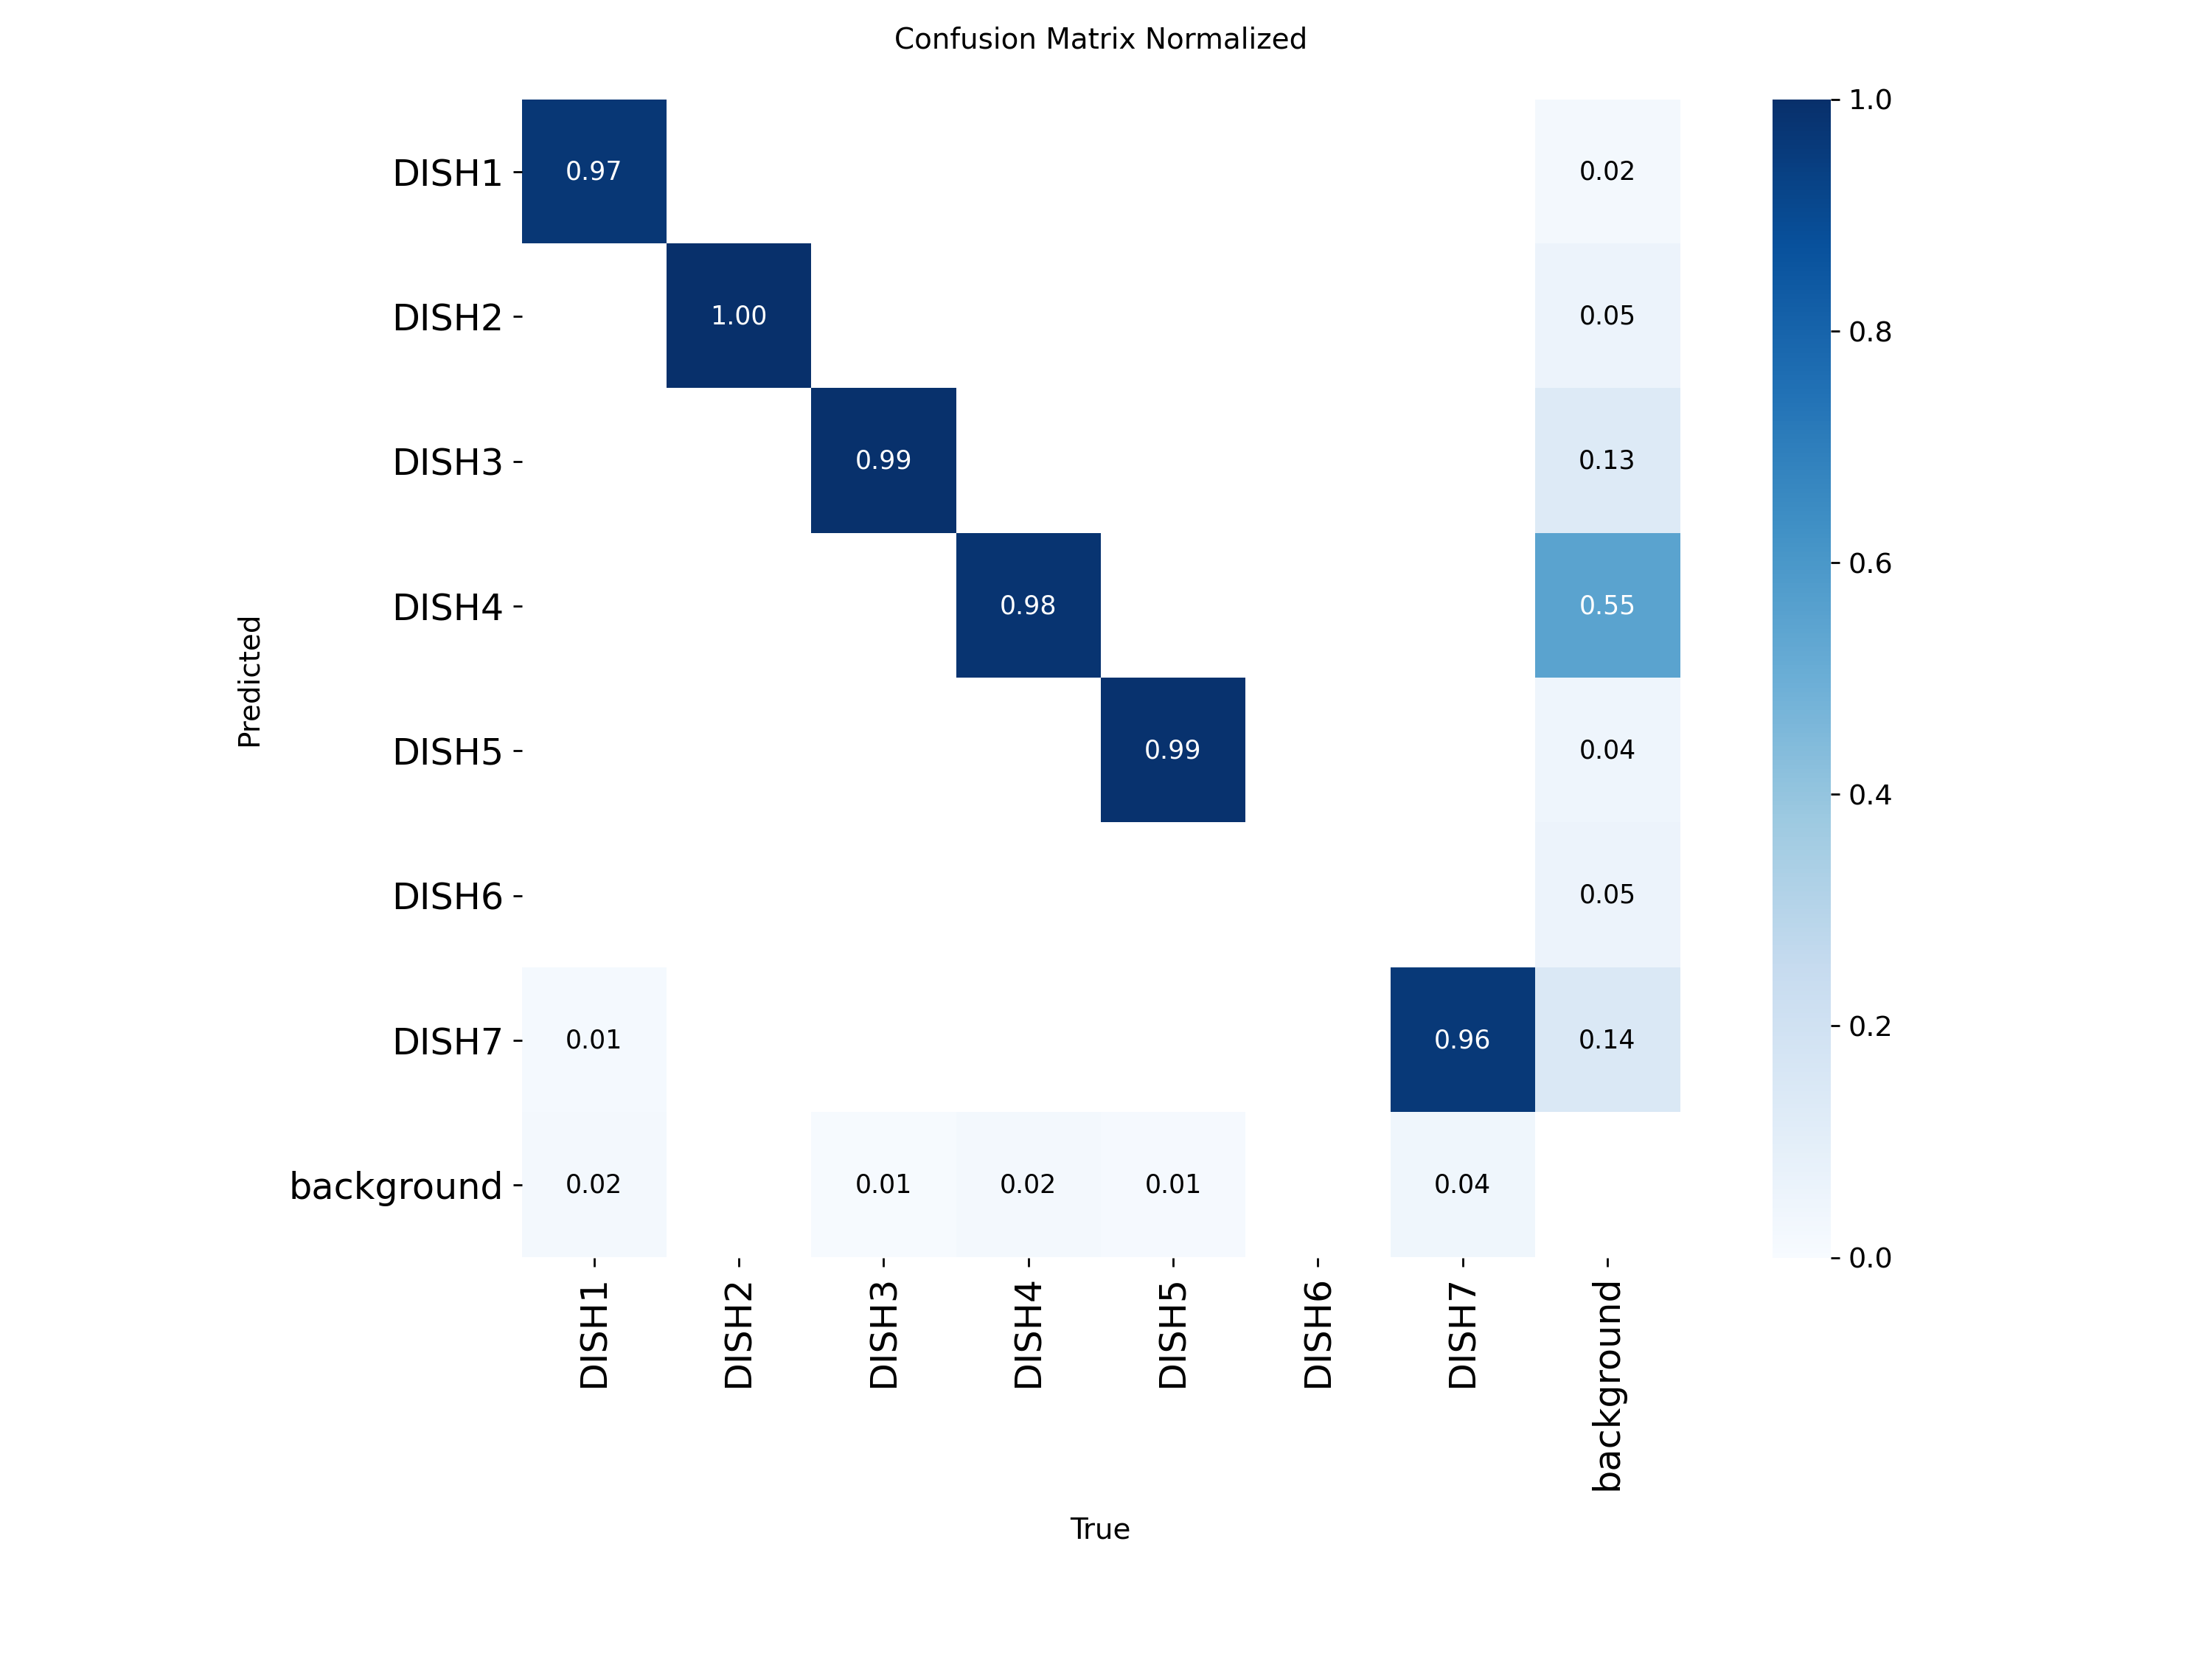 Confusion Matrix Normalized
DISH1 0.97 0.02
DISH2 1.00 0.05
DISH3 0.99 0.13
DISH4 0.98 0.55
DISH5 0.99 0.04
DISH6 0.05
DISH7 0.01 0.96 0.14
background 0.02 0.01 0.02 0.01 0.04
Predicted
DISH1 DISH2 DISH3 DISH4 DISH5 DISH6 DISH7 background
True
1.0
0.8
0.6
0.4
0.2
0.0